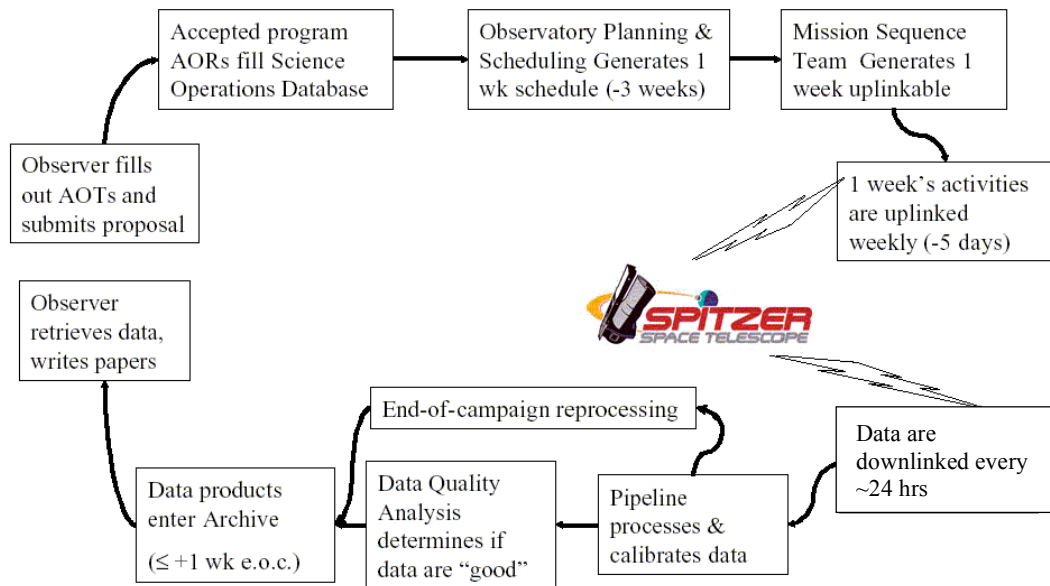 Observer fills
out AOTs and
submits proposal
Accepted program
AORs fill Science
Operations Database
Observatory Planning &
Scheduling Generates 1
wk schedule (-3 weeks)
Mission Sequence
Team Generates 1
week uplinkable
1 week's activities
are uplinked
weekly (-5 days)
SPITZER
SPACE TELESCOPE
Data are
downlinked every
~24 hrs
Pipeline
processes &
calibrates data
End-of-campaign reprocessing
Data Quality
Analysis
determines if
data are “good”
Data products
enter Archive
(≤ +1 wk e.o.c.)
Observer
retrieves data,
writes papers